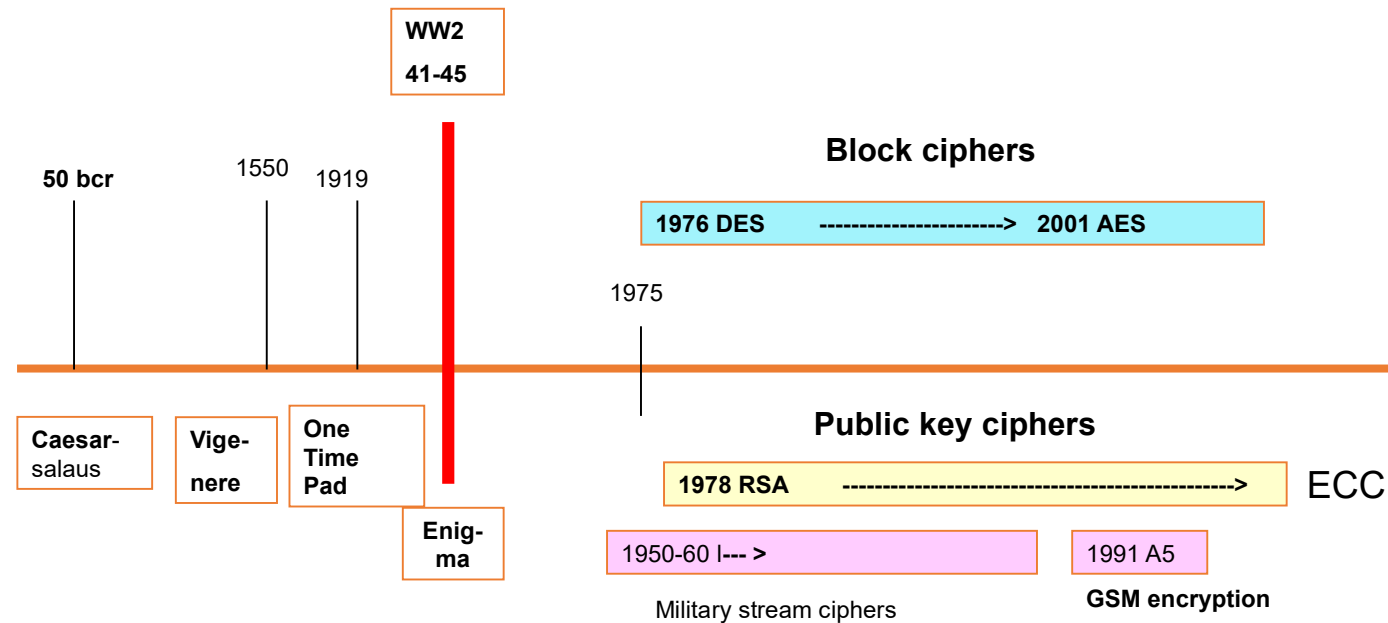 WW2
41-45
Block ciphers
50 bcr
1550
1919
1976 DES -----------------------> 2001 AES
1975
Public key ciphers
Caesar-
salaus
Vige-
nere
One
Time
Pad
1978 RSA ------------------------------------------------->
ECC
Enig-
ma
1950-60 I--- >
1991 A5
Military stream ciphers
GSM encryption